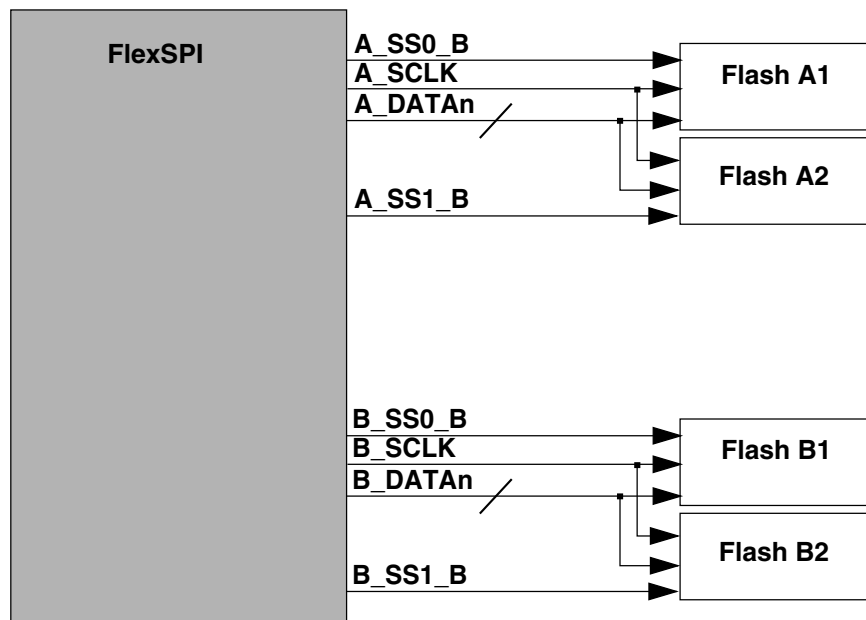 FlexSPI
A_SS0_B
A_SCLK
A_DATAn
A_SS1_B
Flash A1
Flash A2
B_SS0_B
B_SCLK
B_DATAn
B_SS1_B
Flash B1
Flash B2